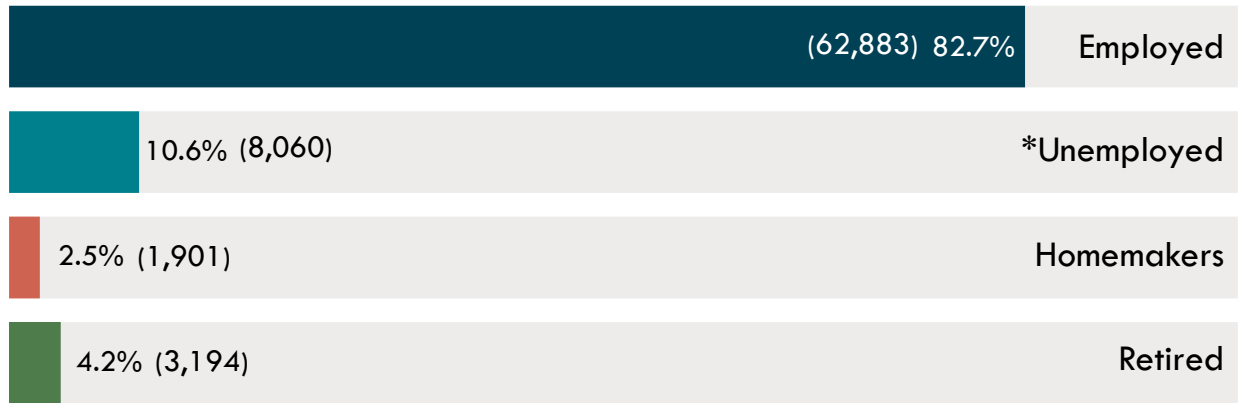 (62,883) 82.7% Employed
10.6% (8,060) *Unemployed
2.5% (1,901) Homemakers
4.2% (3,194) Retired